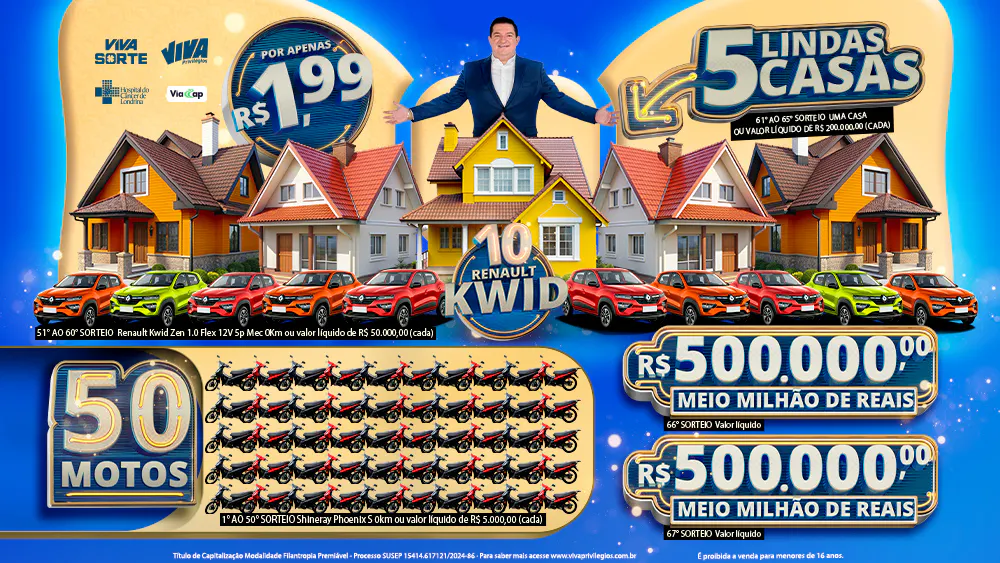 VIVA
SORTE
VIVA
Privilégios
Hospital do
Câncer de
Londrina
Viacap
POR APENAS
R$1,99
5 LINDAS
CASAS
61º AO 65º SORTEIO UMA CASA
OU VALOR LÍQUIDO DE R$ 200.000,00 (CADA)
10
RENAULT
KWID
51º AO 60º SORTEIO Renault Kwid Zen 1.0 Flex 12V 5p Mec 0Km ou valor líquido de R$ 50.000,00 (cada)
50
MOTOS
1º AO 50º SORTEIO Shineray Phoenix S 0km ou valor líquido de R$ 5.000,00 (cada)
R$500.000,00
MEIO MILHÃO DE REAIS
66º SORTEIO Valor líquido
R$500.000,00
MEIO MILHÃO DE REAIS
67º SORTEIO Valor líquido
Título de Capitalização Modalidade Filantropia Premiável - Processo SUSEP 15414.617121/2024-86 - Para saber mais acesse www.vivaprivilegios.com.br
É proibida a venda para menores de 16 anos.